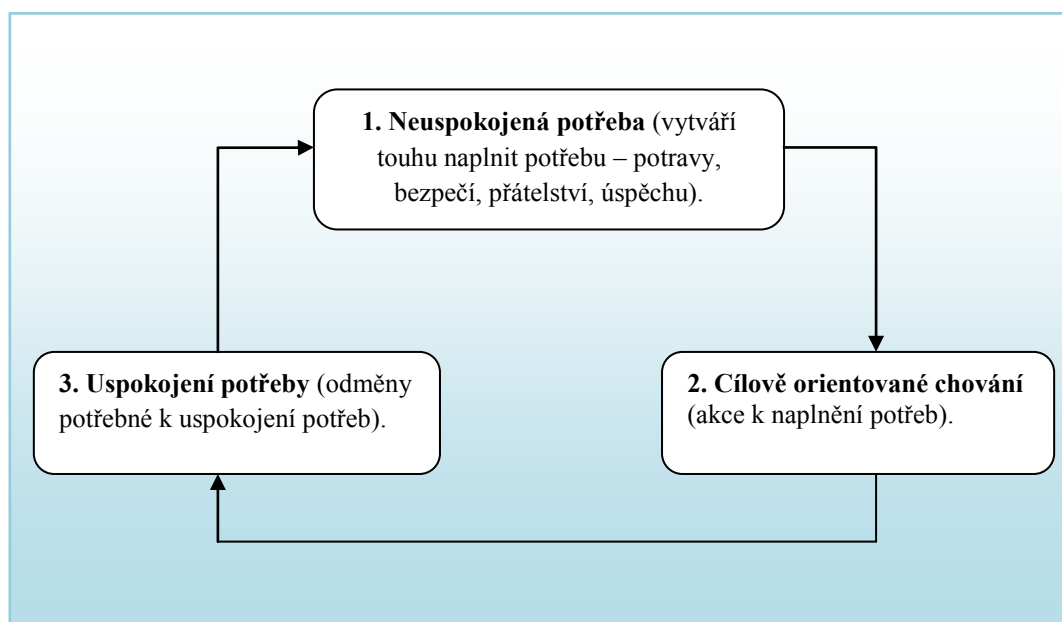 1. Neuspokojená potřeba (vytváří
touhu naplnit potřebu – potravy,
bezpečí, přátelství, úspěchu).
2. Cílově orientované chování
(akce k naplnění potřeb).
3. Uspokojení potřeby (odměny
potřebné k uspokojení potřeb).